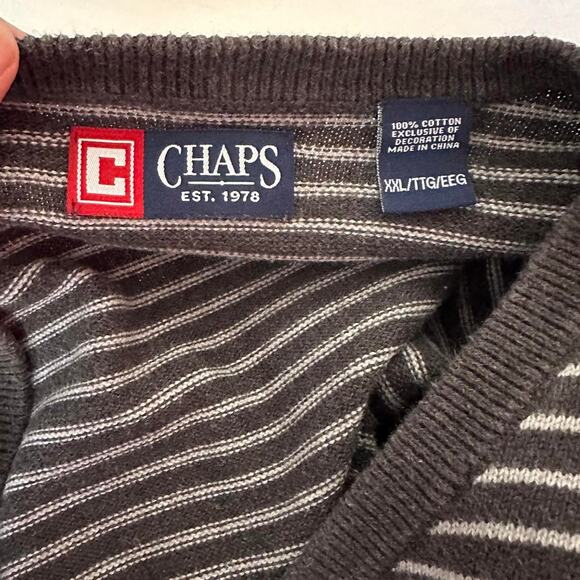 C
CHAPS
EST. 1978
100% COTTON
EXCLUSIVE OF
DECORATION
MADE IN CHINA
XXL/TTG/EEG